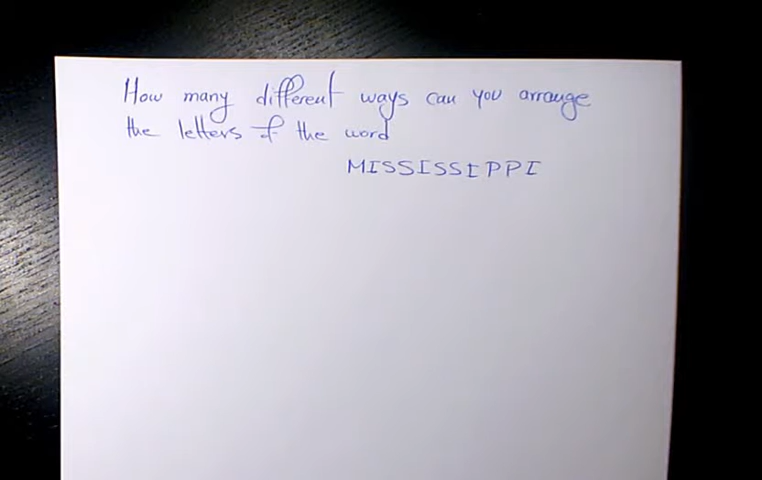 How many different ways can you arrange
the letters of the word
MISSISSIPPI